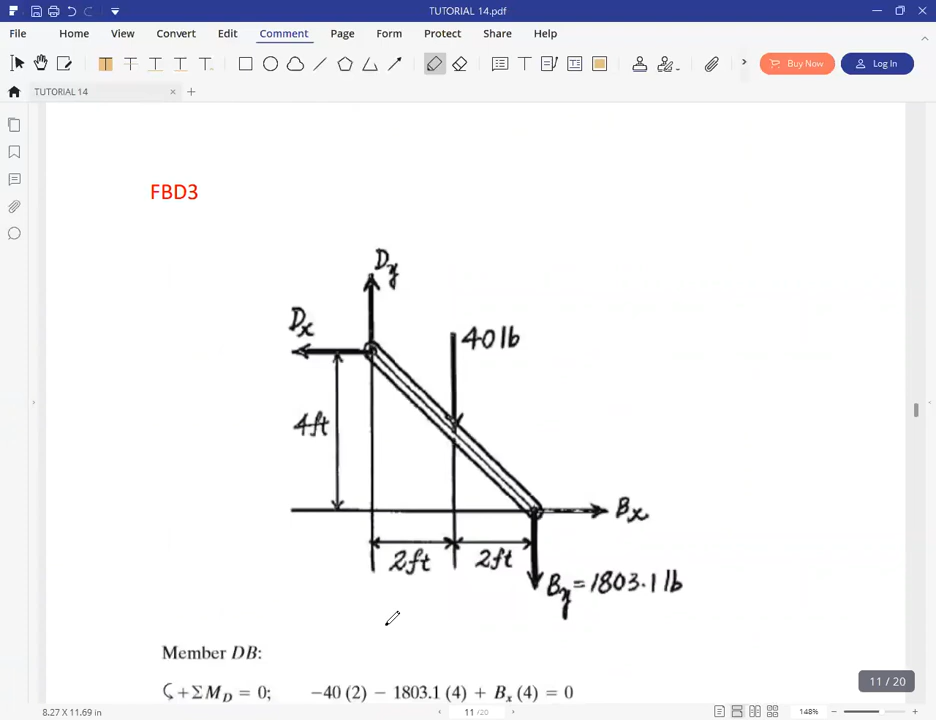 TUTORIAL 14.pdf
File Home View Convert Edit Comment Page Form Protect Share Help
Buy Now Log In
TUTORIAL 14
FBD3
Dy
Dx
40 lb
4ft
Bx
2ft 2ft
By = 1803.1 lb
Member DB:
↶+ΣM_D = 0; −40 (2) − 1803.1 (4) + B_x (4) = 0
11 / 20
8.27 X 11.69 in 11 /20 148%